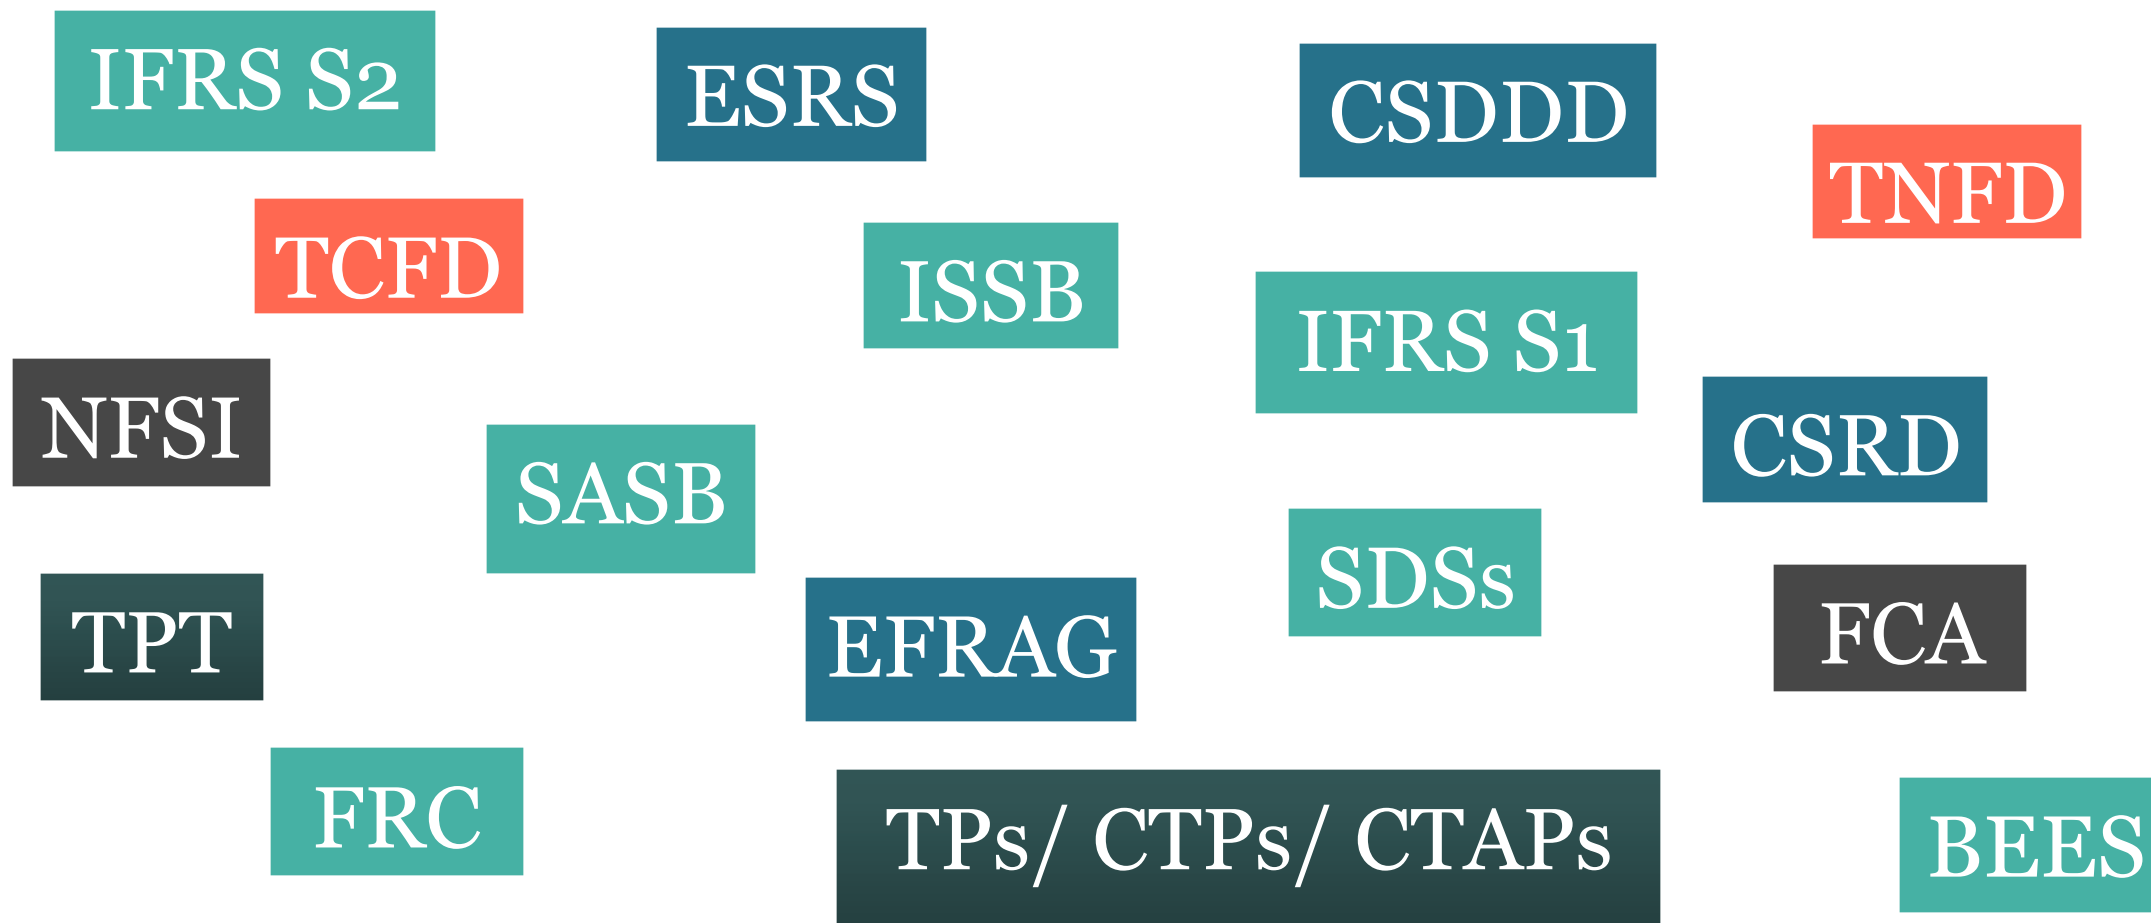 IFRS S2
ESRS
CSDDD
TNFD
TCFD
ISSB
IFRS S1
NFSI
CSRD
SASB
SDSs
TPT
EFRAG
FCA
FRC
TPs/ CTPs/ CTAPs
BEES